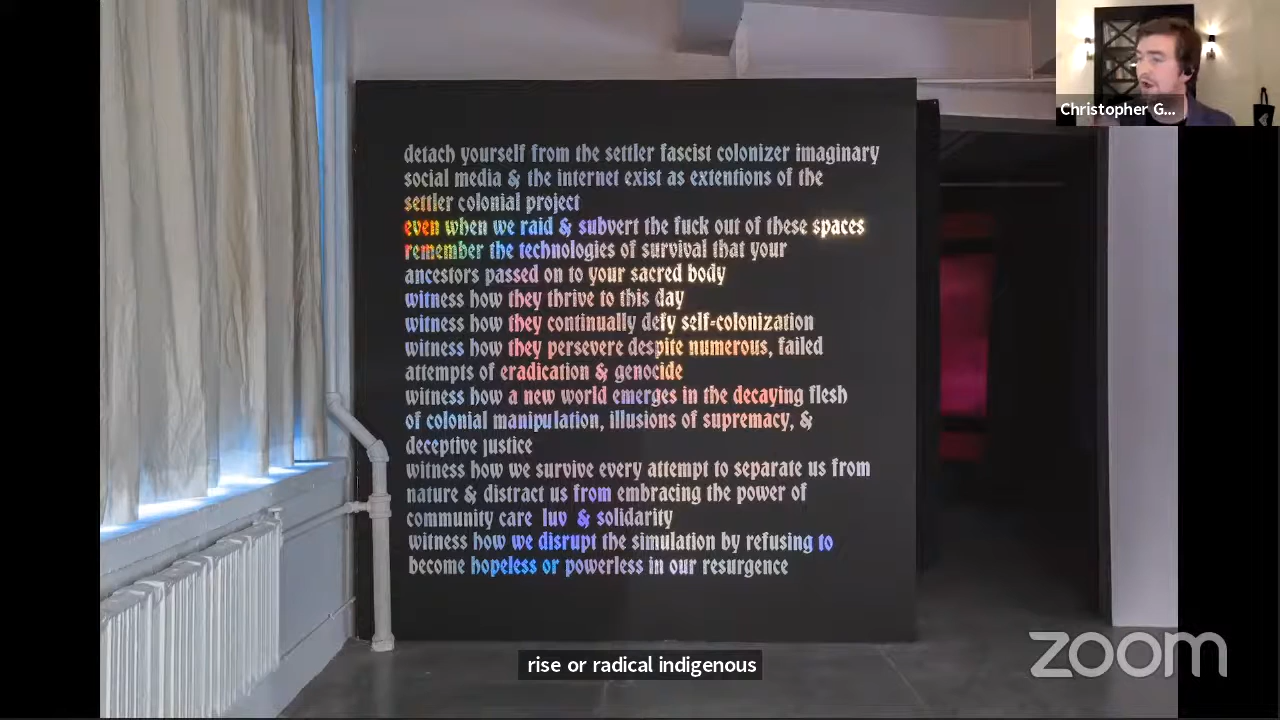 Christopher G...
detach yourself from the settler fascist colonizer imaginary
social media & the internet exist as extentions of the
settler colonial project
even when we raid & subvert the fuck out of these spaces
remember the technologies of survival that your
ancestors passed on to your sacred body
witness how they thrive to this day
witness how they continually defy self-colonization
witness how they persevere despite numerous, failed
attempts of eradication & genocide
witness how a new world emerges in the decaying flesh
of colonial manipulation, illusions of supremacy, &
deceptive justice
witness how we survive every attempt to separate us from
nature & distract us from embracing the power of
community care luv & solidarity
witness how we disrupt the simulation by refusing to
become hopeless or powerless in our resurgence
rise or radical indigenous
zoom